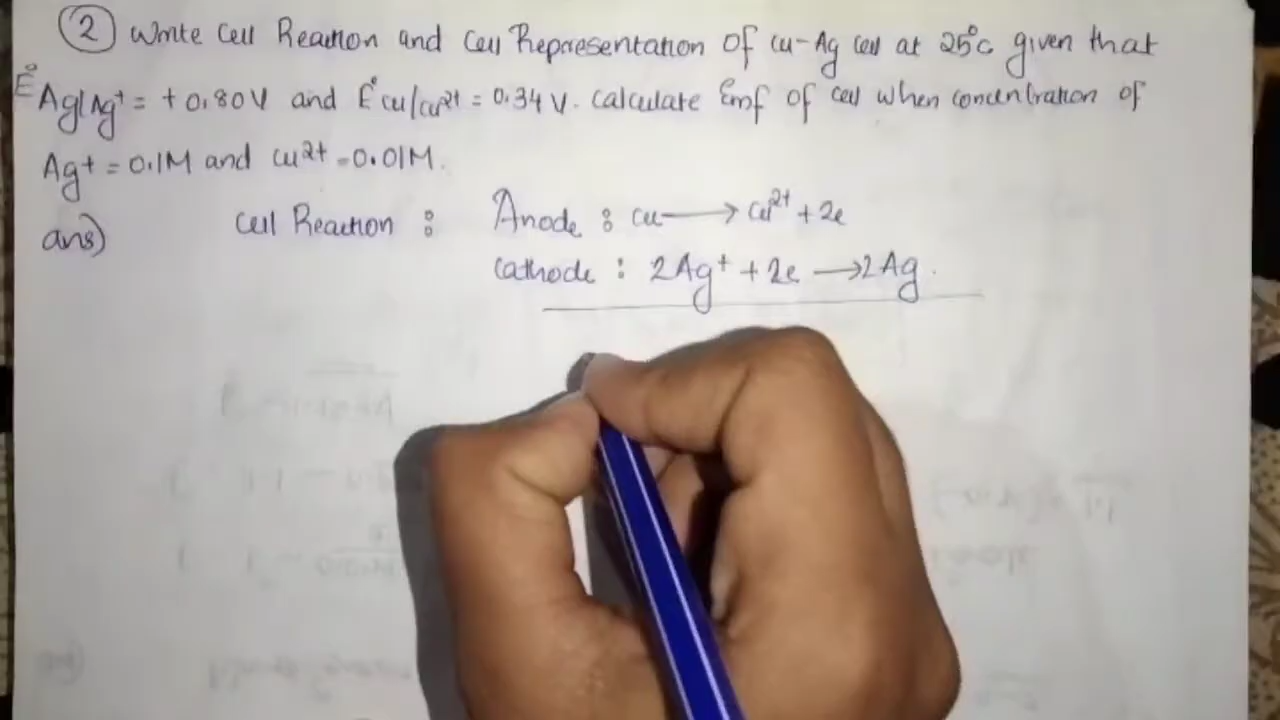 2 Write Cell Reaction and Cell Representation Of Cu-Ag cell at 25°C given that
E° Ag/Ag+ = +0.80V and E° Cu/Cu2+ = 0.34 V. Calculate Emf Of cell when concentration of
Ag+ = 0.1M and Cu2+ = 0.01M.
ans) Cell Reaction : Anode : Cu → Cu2+ + 2e
Cathode : 2Ag+ + 2e → 2Ag.